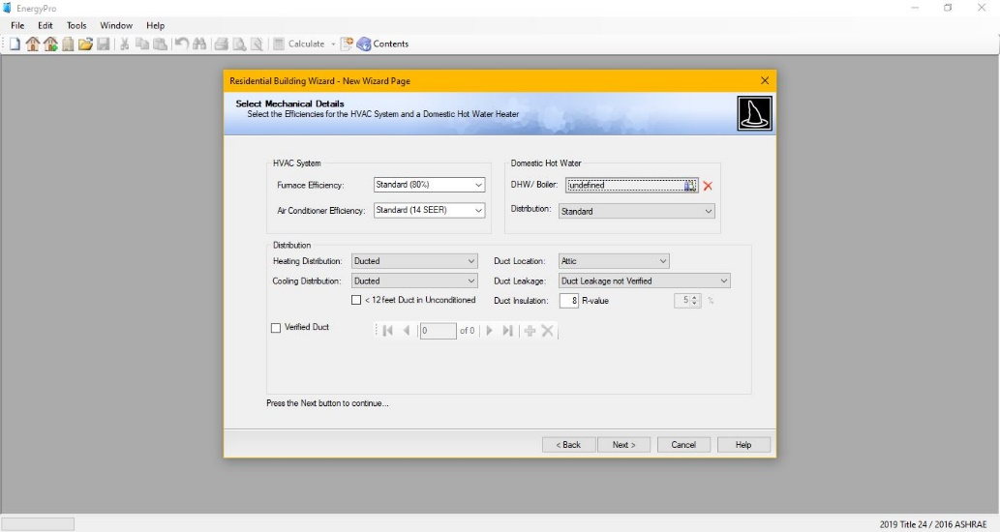 EnergyPro
File Edit Tools Window Help
Calculate Contents
Residential Building Wizard - New Wizard Page
Select Mechanical Details
Select the Efficiencies for the HVAC System and a Domestic Hot Water Heater
HVAC System
Domestic Hot Water
Furnace Efficiency: Standard (80%)
DHW/ Boiler: undefined
Air Conditioner Efficiency: Standard (14 SEER)
Distribution: Standard
Distribution
Heating Distribution: Ducted Duct Location: Attic
Cooling Distribution: Ducted Duct Leakage: Duct Leakage not Verified
< 12 feet Duct in Unconditioned Duct Insulation: 8 R-value 5 %
Verified Duct 0 of 0
Press the Next button to continue...
< Back Next > Cancel Help
2019 Title 24 / 2016 ASHRAE